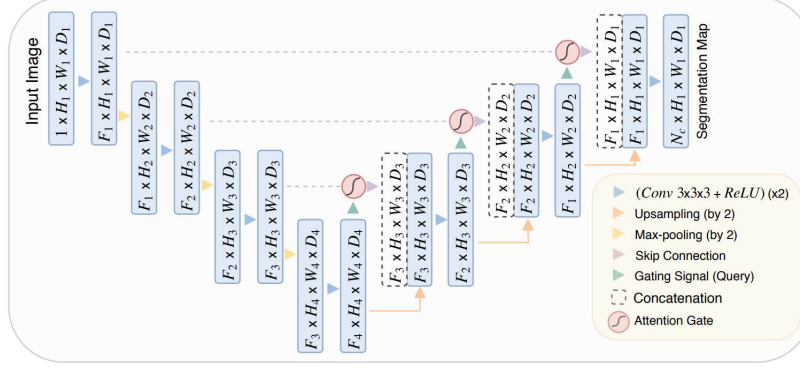 Input Image
1 x H₁ x W₁ x D₁
F₁ x H₁ x W₁ x D₁
F₁ x H₂ x W₂ x D₂
F₂ x H₂ x W₂ x D₂
F₂ x H₃ x W₃ x D₃
F₃ x H₃ x W₃ x D₃
F₃ x H₄ x W₄ x D₄
F₄ x H₄ x W₄ x D₄
F₃ x H₃ x W₃ x D₃
F₃ x H₃ x W₃ x D₃
F₂ x H₃ x W₃ x D₃
F₂ x H₂ x W₂ x D₂
F₂ x H₂ x W₂ x D₂
F₁ x H₂ x W₂ x D₂
F₁ x H₁ x W₁ x D₁
F₁ x H₁ x W₁ x D₁
N꜀ x H₁ x W₁ x D₁
Segmentation Map
(Conv 3x3x3 + ReLU) (x2)
Upsampling (by 2)
Max-pooling (by 2)
Skip Connection
Gating Signal (Query)
Concatenation
Attention Gate